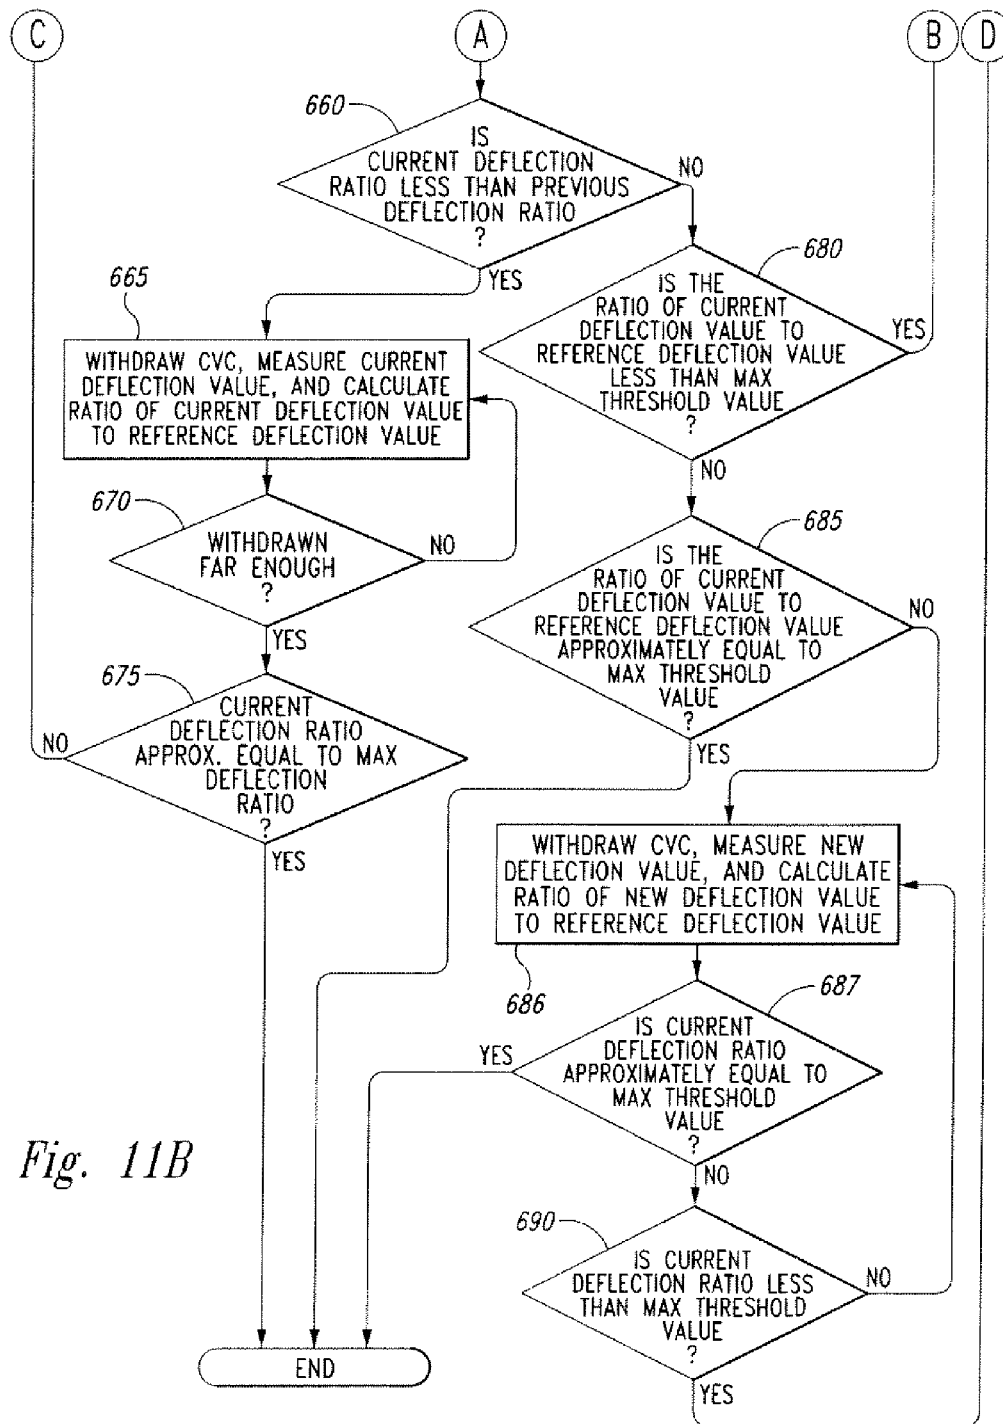 C
A
B
D
660
IS
CURRENT DEFLECTION
RATIO LESS THAN PREVIOUS
DEFLECTION RATIO
?
NO
YES
680
IS THE
RATIO OF CURRENT
DEFLECTION VALUE TO
REFERENCE DEFLECTION VALUE
LESS THAN MAX
THRESHOLD VALUE
?
YES
NO
665
WITHDRAW CVC, MEASURE CURRENT
DEFLECTION VALUE, AND CALCULATE
RATIO OF CURRENT DEFLECTION VALUE
TO REFERENCE DEFLECTION VALUE
670
WITHDRAWN
FAR ENOUGH
?
NO
YES
685
IS THE
RATIO OF CURRENT
DEFLECTION VALUE TO
REFERENCE DEFLECTION VALUE
APPROXIMATELY EQUAL TO
MAX THRESHOLD
VALUE
?
NO
YES
675
CURRENT
DEFLECTION RATIO
APPROX. EQUAL TO MAX
DEFLECTION
RATIO
?
NO
YES
WITHDRAW CVC, MEASURE NEW
DEFLECTION VALUE, AND CALCULATE
RATIO OF NEW DEFLECTION VALUE
TO REFERENCE DEFLECTION VALUE
686
687
IS CURRENT
DEFLECTION RATIO
APPROXIMATELY EQUAL TO
MAX THRESHOLD
VALUE
?
YES
NO
690
IS CURRENT
DEFLECTION RATIO LESS
THAN MAX THRESHOLD
VALUE
?
NO
YES
END
Fig. 11B